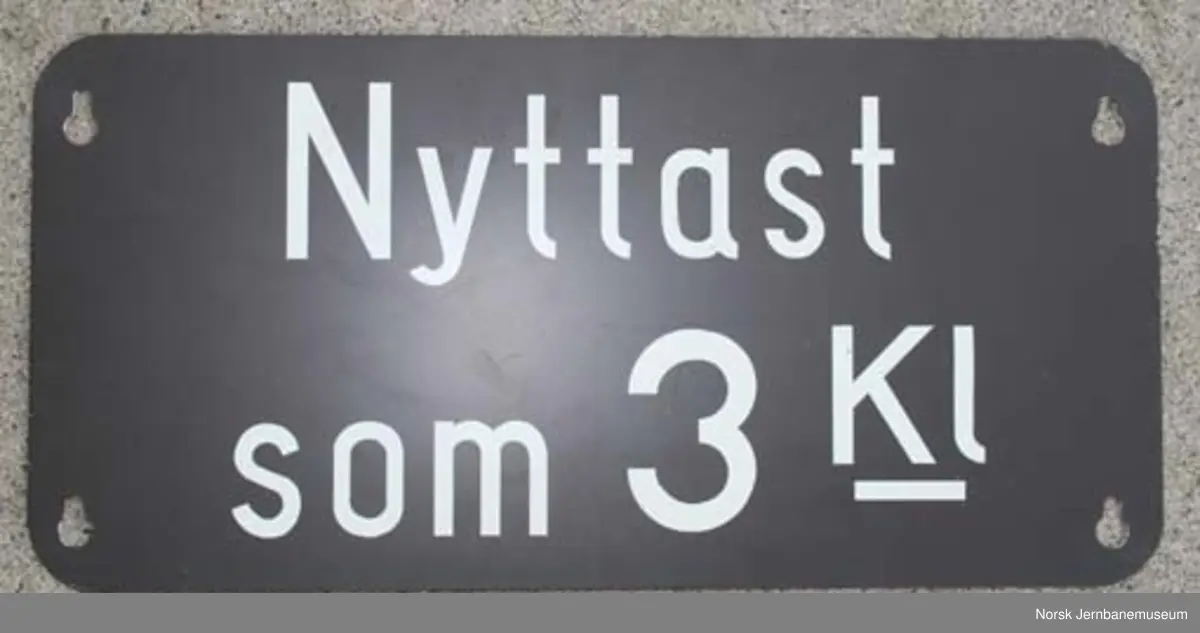 Nyttast
som 3 Kl
Norsk Jernbanemuseum